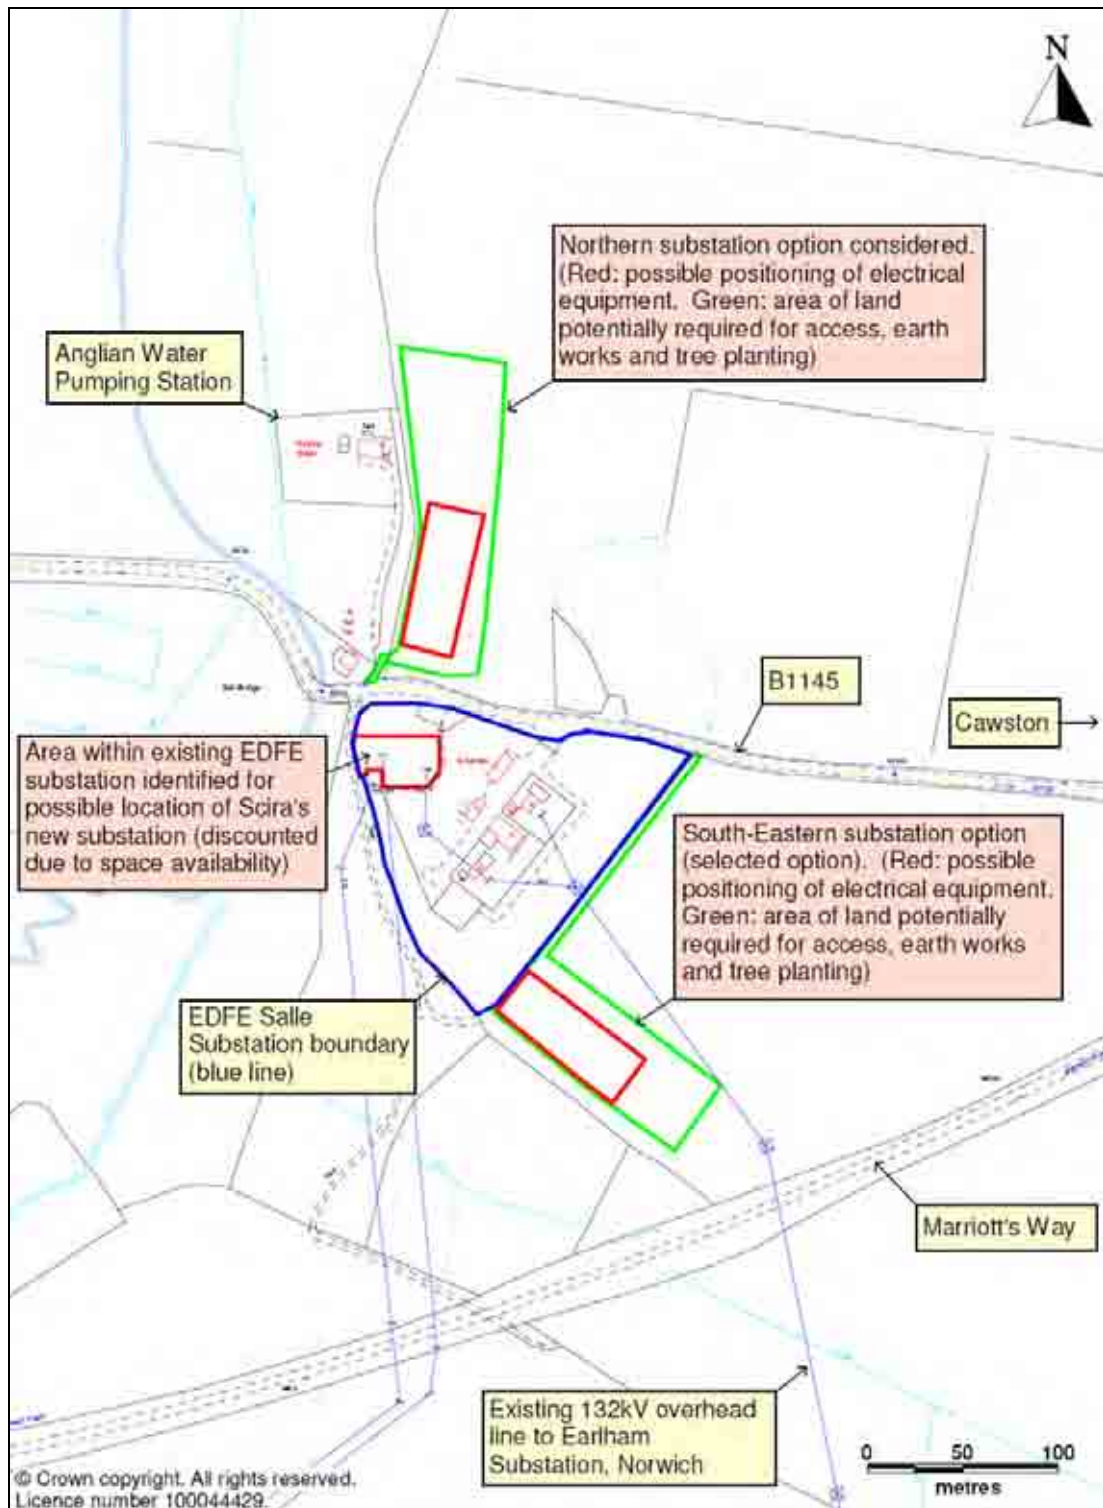 N
Northern substation option considered.
(Red: possible positioning of electrical
equipment. Green: area of land
potentially required for access, earth
works and tree planting)
Anglian Water
Pumping Station
B1145
Cawston
Area within existing EDFE
substation identified for
possible location of Scira's
new substation (discounted
due to space availability)
South-Eastern substation option
(selected option). (Red: possible
positioning of electrical equipment.
Green: area of land potentially
required for access, earth works
and tree planting)
EDFE Salle
Substation boundary
(blue line)
Marriott's Way
Existing 132kV overhead
line to Earlham
Substation, Norwich
0 50 100
metres
© Crown copyright. All rights reserved.
Licence number 100044429.